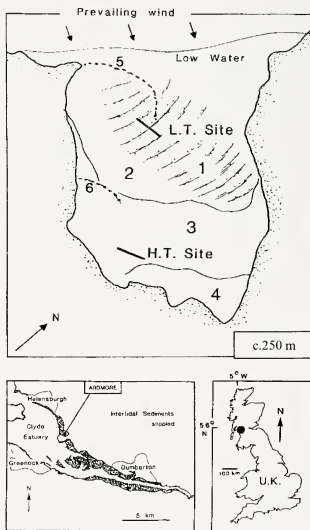 Prevailing wind
Low Water
5
L.T. Site
1
2
6
3
H.T. Site
4
N
c.250 m
ARDMORE
Helensburgh
Clyde
Estuary
Intertidal Sediments
stippled
Greenock
Dumbarton
N
5 km
5° W
56°
N
N
100 km
U.K.